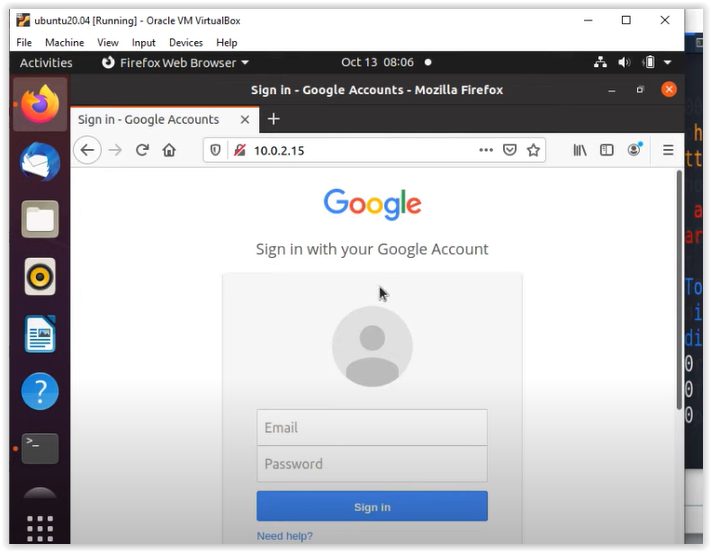 ubuntu20.04 [Running] - Oracle VM VirtualBox
File Machine View Input Devices Help
Activities Firefox Web Browser Oct 13 08:06
Sign in - Google Accounts - Mozilla Firefox
Sign in - Google Accounts
10.0.2.15
Google
Sign in with your Google Account
Email
Password
Sign in
Need help?